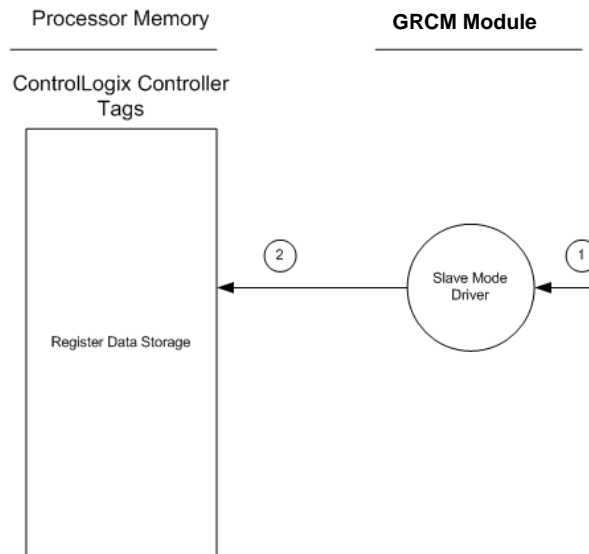 Processor Memory
GRCM Module
ControlLogix Controller
Tags
2
1
Slave Mode
Driver
Register Data Storage